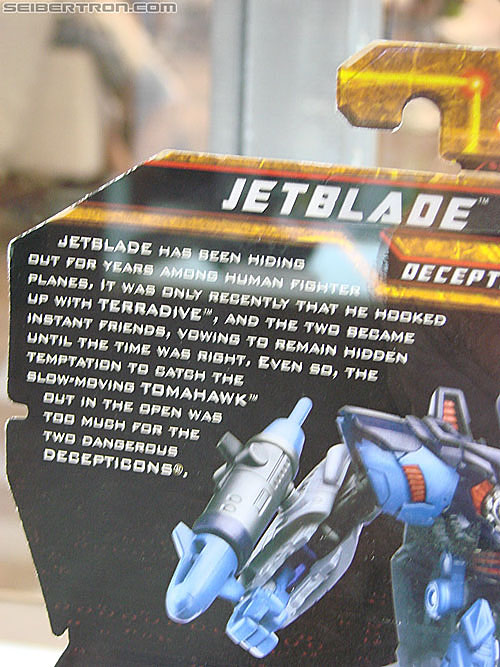 SEIBERTRON.COM
JETBLADE™
DECEPT
JETBLADE HAS BEEN HIDING
OUT FOR YEARS AMONG HUMAN FIGHTER
PLANES, IT WAS ONLY RECENTLY THAT HE HOOKED
UP WITH TERRADIVE™, AND THE TWO BECAME
INSTANT FRIENDS, VOWING TO REMAIN HIDDEN
UNTIL THE TIME WAS RIGHT. EVEN SO, THE
TEMPTATION TO CATCH THE
SLOW-MOVING TOMAHAWK™
OUT IN THE OPEN WAS
TOO MUCH FOR THE
TWO DANGEROUS
DECEPTICONS®.